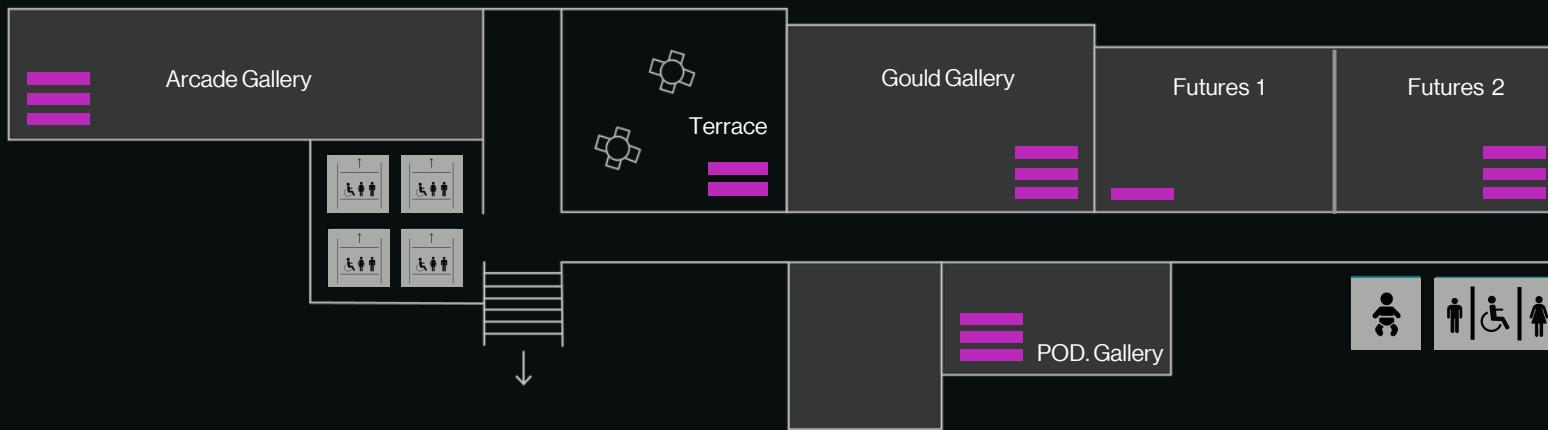 Arcade Gallery
Terrace
Gould Gallery
Futures 1
Futures 2
POD. Gallery